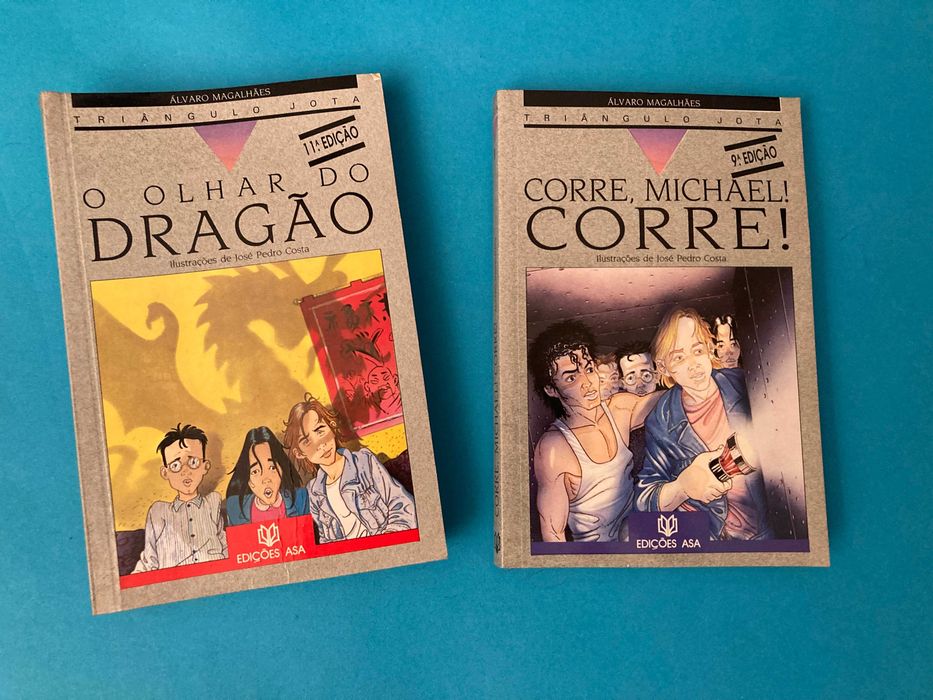 ÁLVARO MAGALHÃES
TRIÂNGULO JOTA
11ª. EDIÇÃO
O OLHAR DO
DRAGÃO
Ilustrações de José Pedro Costa
EDIÇÕES ASA
ÁLVARO MAGALHÃES
TRIÂNGULO JOTA
9ª. EDIÇÃO
CORRE, MICHAEL!
CORRE!
Ilustrações de José Pedro Costa
EDIÇÕES ASA